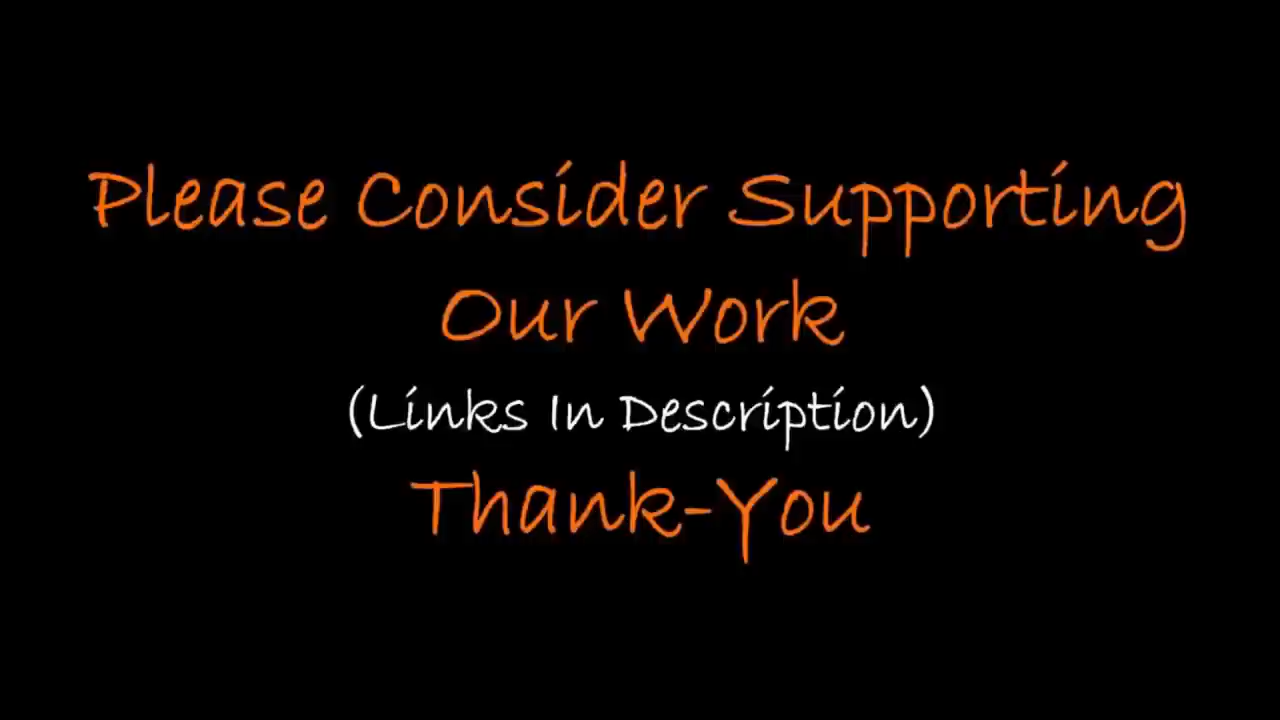 Please Consider Supporting
Our Work
(Links In Description)
Thank-You